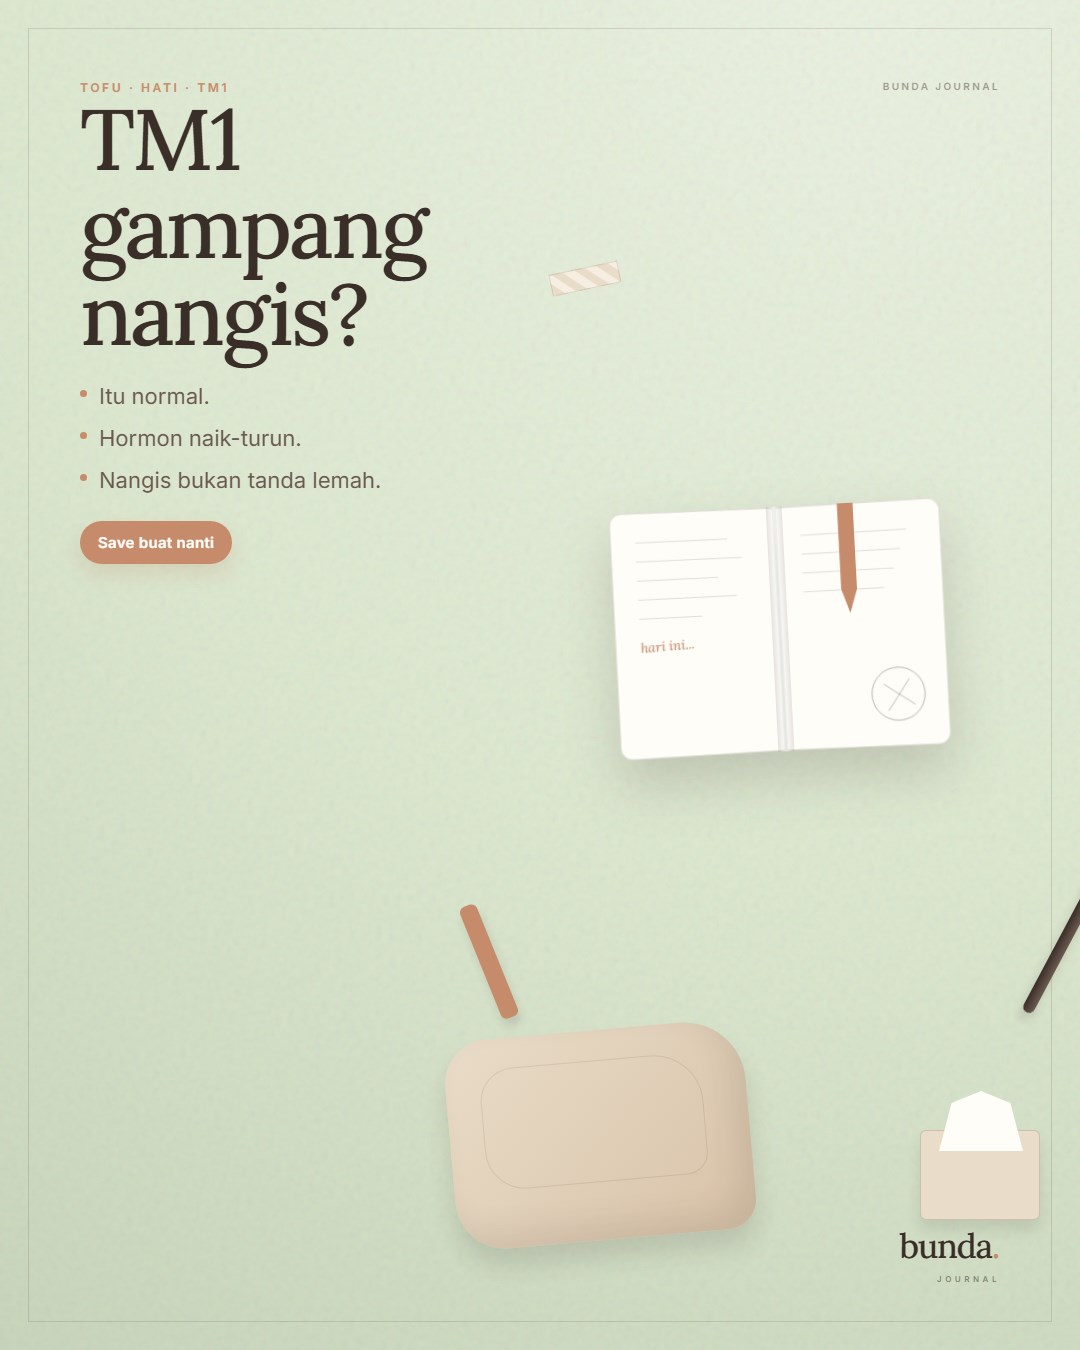 TOFU · HATI · TM1
BUNDA JOURNAL
TM1
gampang
nangis?
Itu normal.
Hormon naik-turun.
Nangis bukan tanda lemah.
Save buat nanti
hari ini...
bunda.
JOURNAL